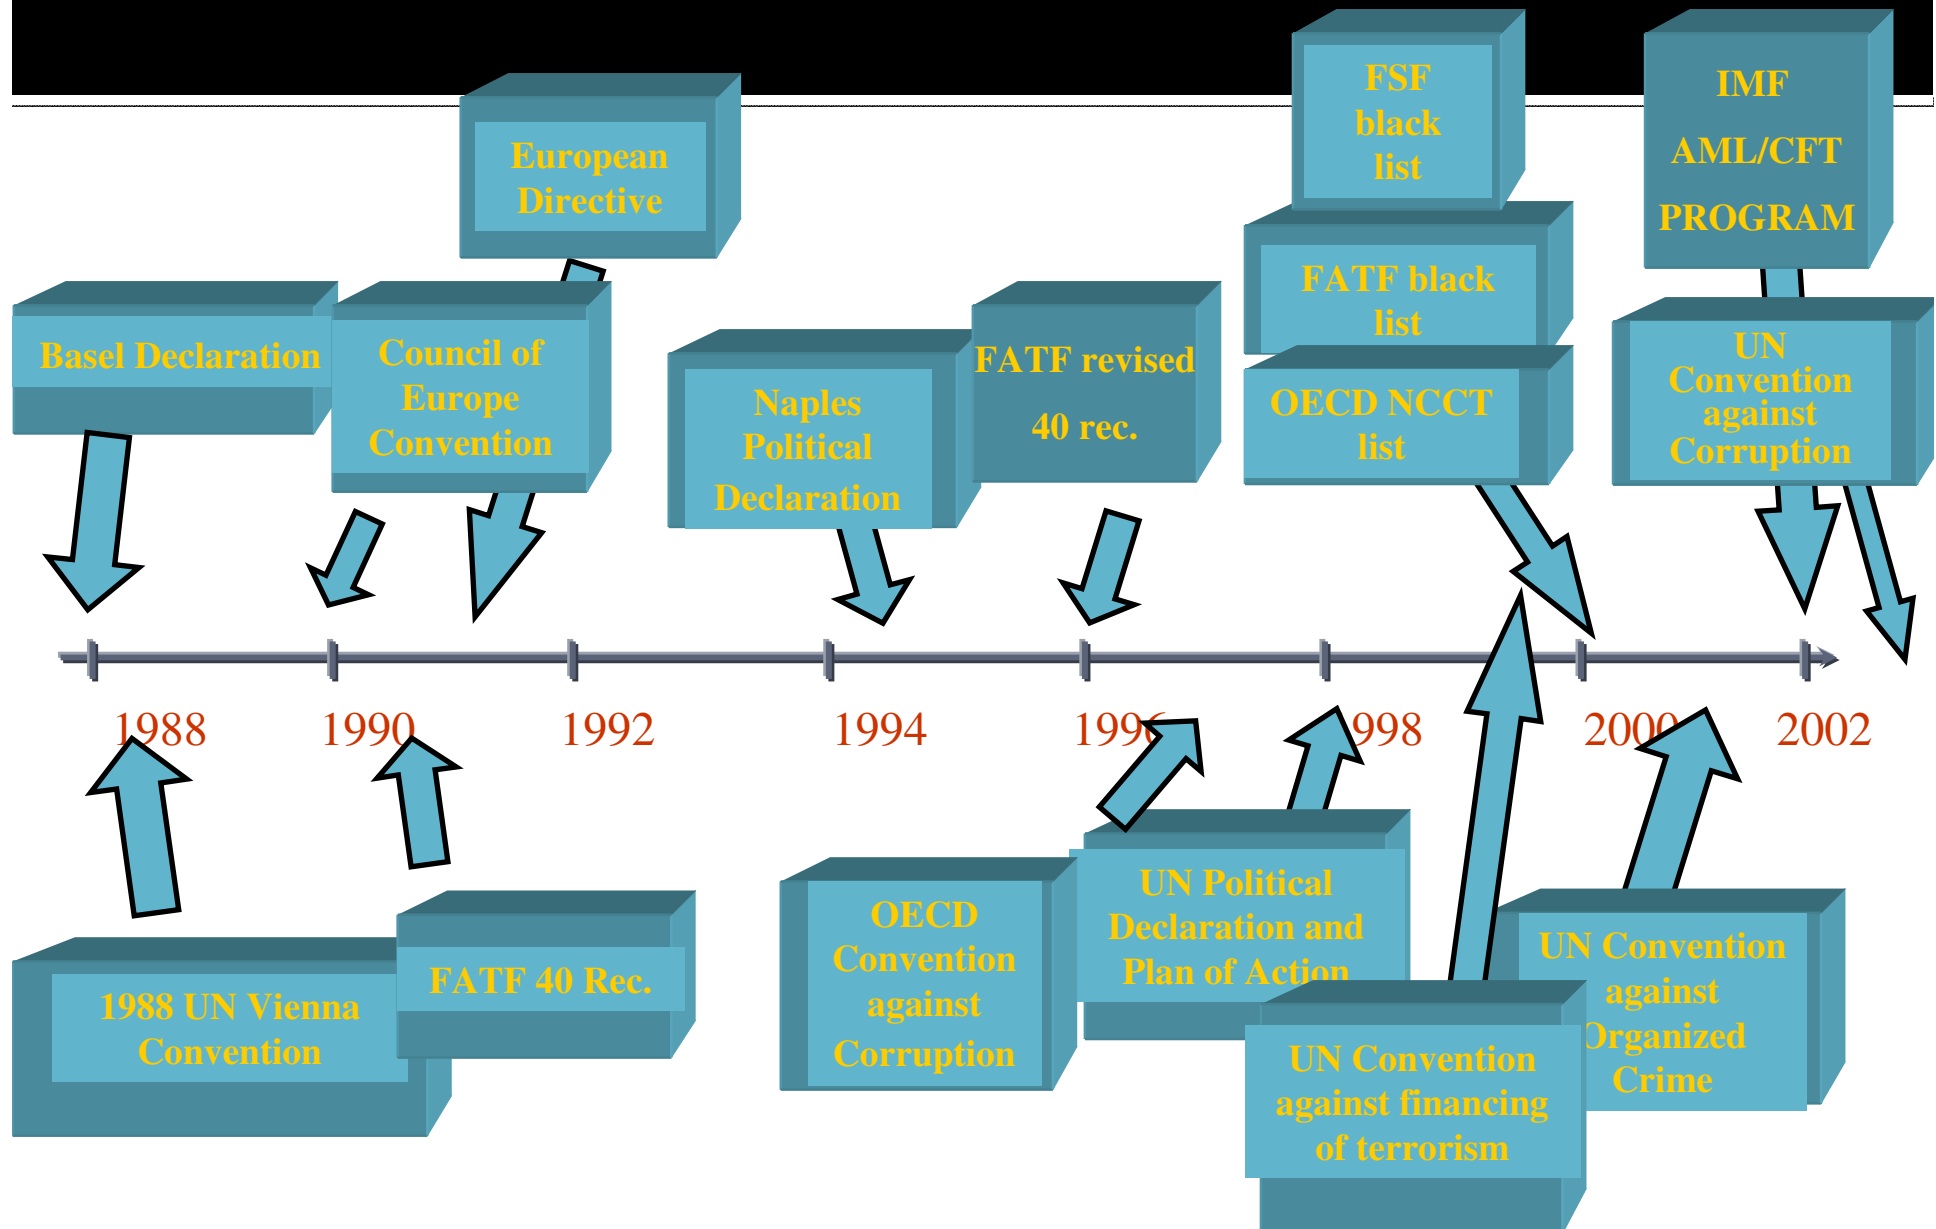 FSF
black
list
IMF
AML/CFT
PROGRAM
European
Directive
FATF black
list
Basel Declaration
Council of
Europe
Convention
Naples
Political
Declaration
FATF revised
40 rec.
OECD NCCT
list
UN
Convention
against
Corruption
1988
1990
1992
1994
1996
1998
2000
2002
1988 UN Vienna
Convention
FATF 40 Rec.
OECD
Convention
against
Corruption
UN Political
Declaration and
Plan of Action
UN Convention
against financing
of terrorism
UN Convention
against
Organized
Crime